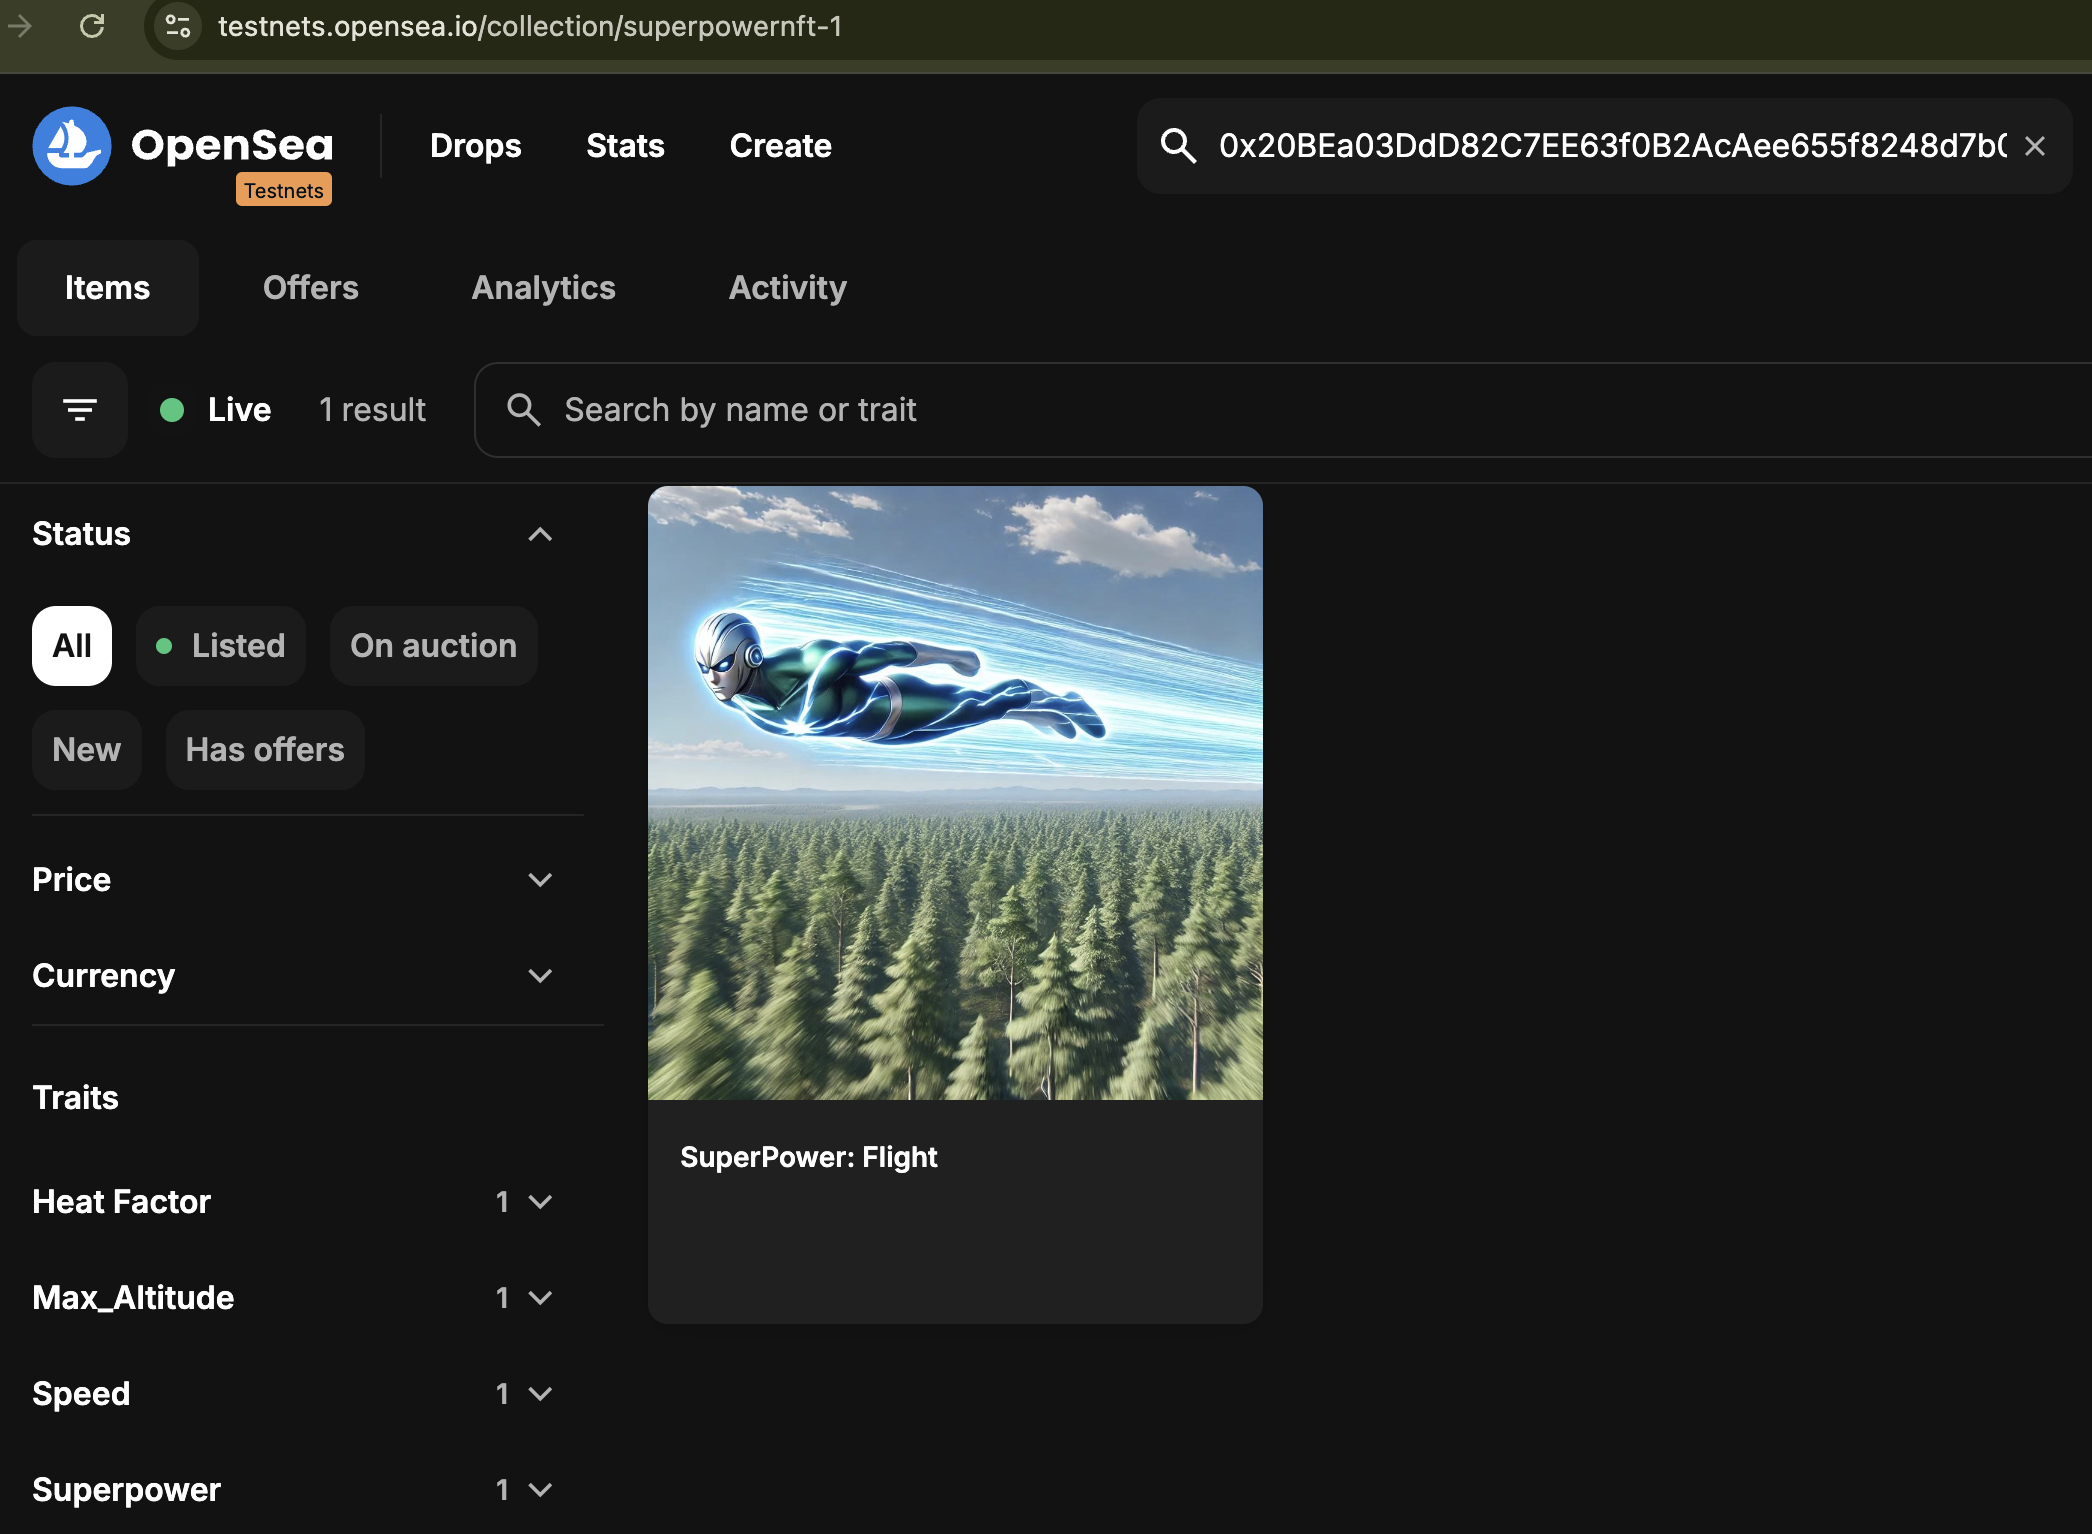 testnets.opensea.io/collection/superpowernft-1
OpenSea
Testnets
Drops
Stats
Create
0x20BEa03DdD82C7EE63f0B2AcAee655f8248d7b
Items
Offers
Analytics
Activity
Live
1 result
Search by name or trait
Status
All
Listed
On auction
New
Has offers
Price
Currency
Traits
Heat Factor 1
Max_Altitude 1
Speed 1
Superpower 1
SuperPower: Flight